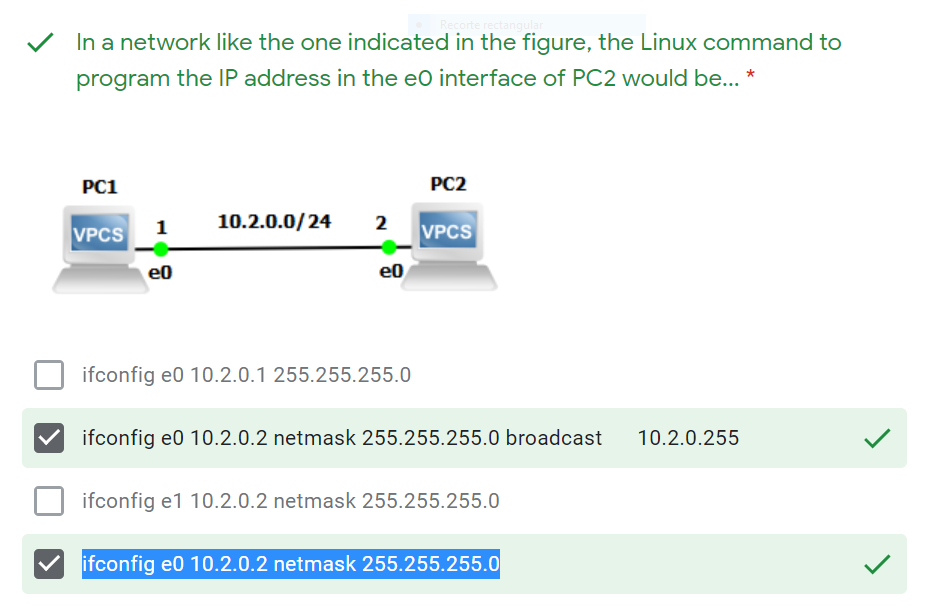 Recorte rectangular
In a network like the one indicated in the figure, the Linux command to
program the IP address in the e0 interface of PC2 would be... *
PC1
PC2
1
10.2.0.0/24
2
VPCS
VPCS
e0
e0
ifconfig e0 10.2.0.1 255.255.255.0
ifconfig e0 10.2.0.2 netmask 255.255.255.0 broadcast 10.2.0.255
ifconfig e1 10.2.0.2 netmask 255.255.255.0
ifconfig e0 10.2.0.2 netmask 255.255.255.0